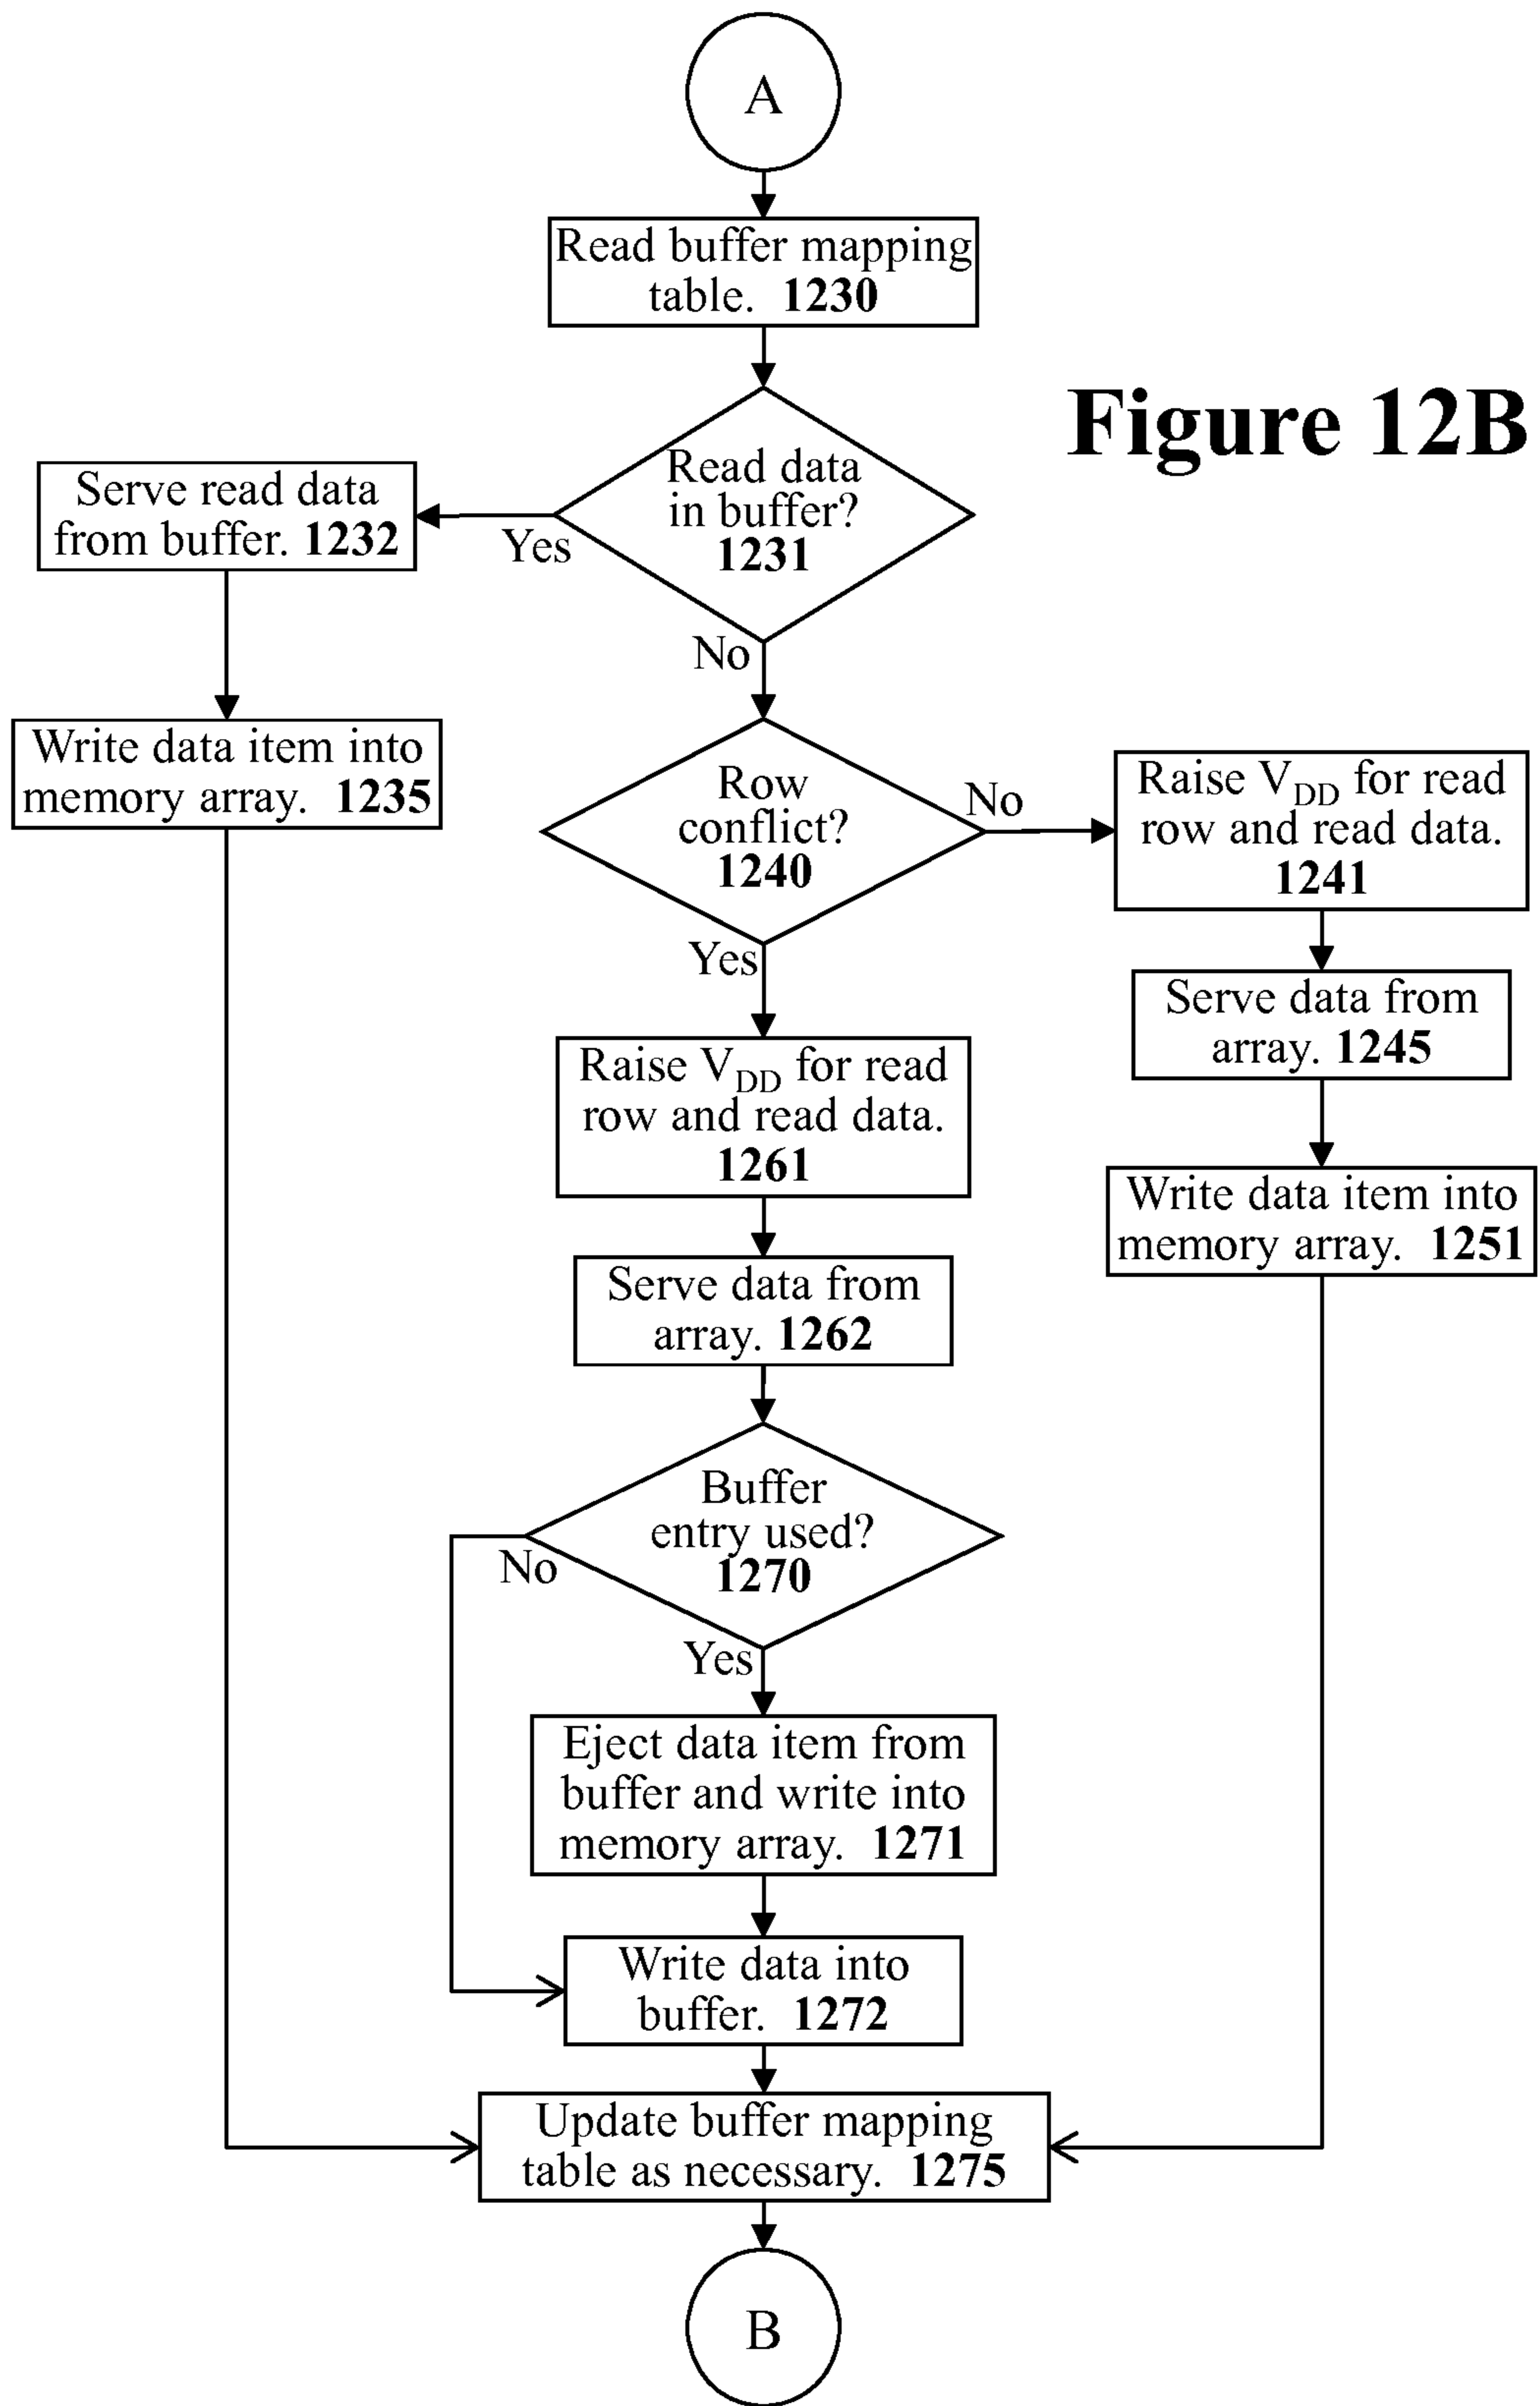 A
Read buffer mapping
table. 1230
Figure 12B
Read data
in buffer?
1231
Yes
No
Serve read data
from buffer. 1232
Write data item into
memory array. 1235
Row
conflict?
1240
No
Yes
Raise VDD for read
row and read data.
1241
Serve data from
array. 1245
Write data item into
memory array. 1251
Raise VDD for read
row and read data.
1261
Serve data from
array. 1262
Buffer
entry used?
1270
No
Yes
Eject data item from
buffer and write into
memory array. 1271
Write data into
buffer. 1272
Update buffer mapping
table as necessary. 1275
B